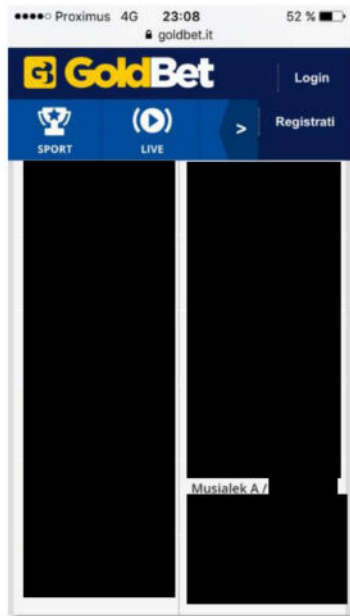 ●●●●○ Proximus 4G 23:08 52 %
goldbet.it
G GoldBet
Login
SPORT LIVE > Registrati
Musialek A /